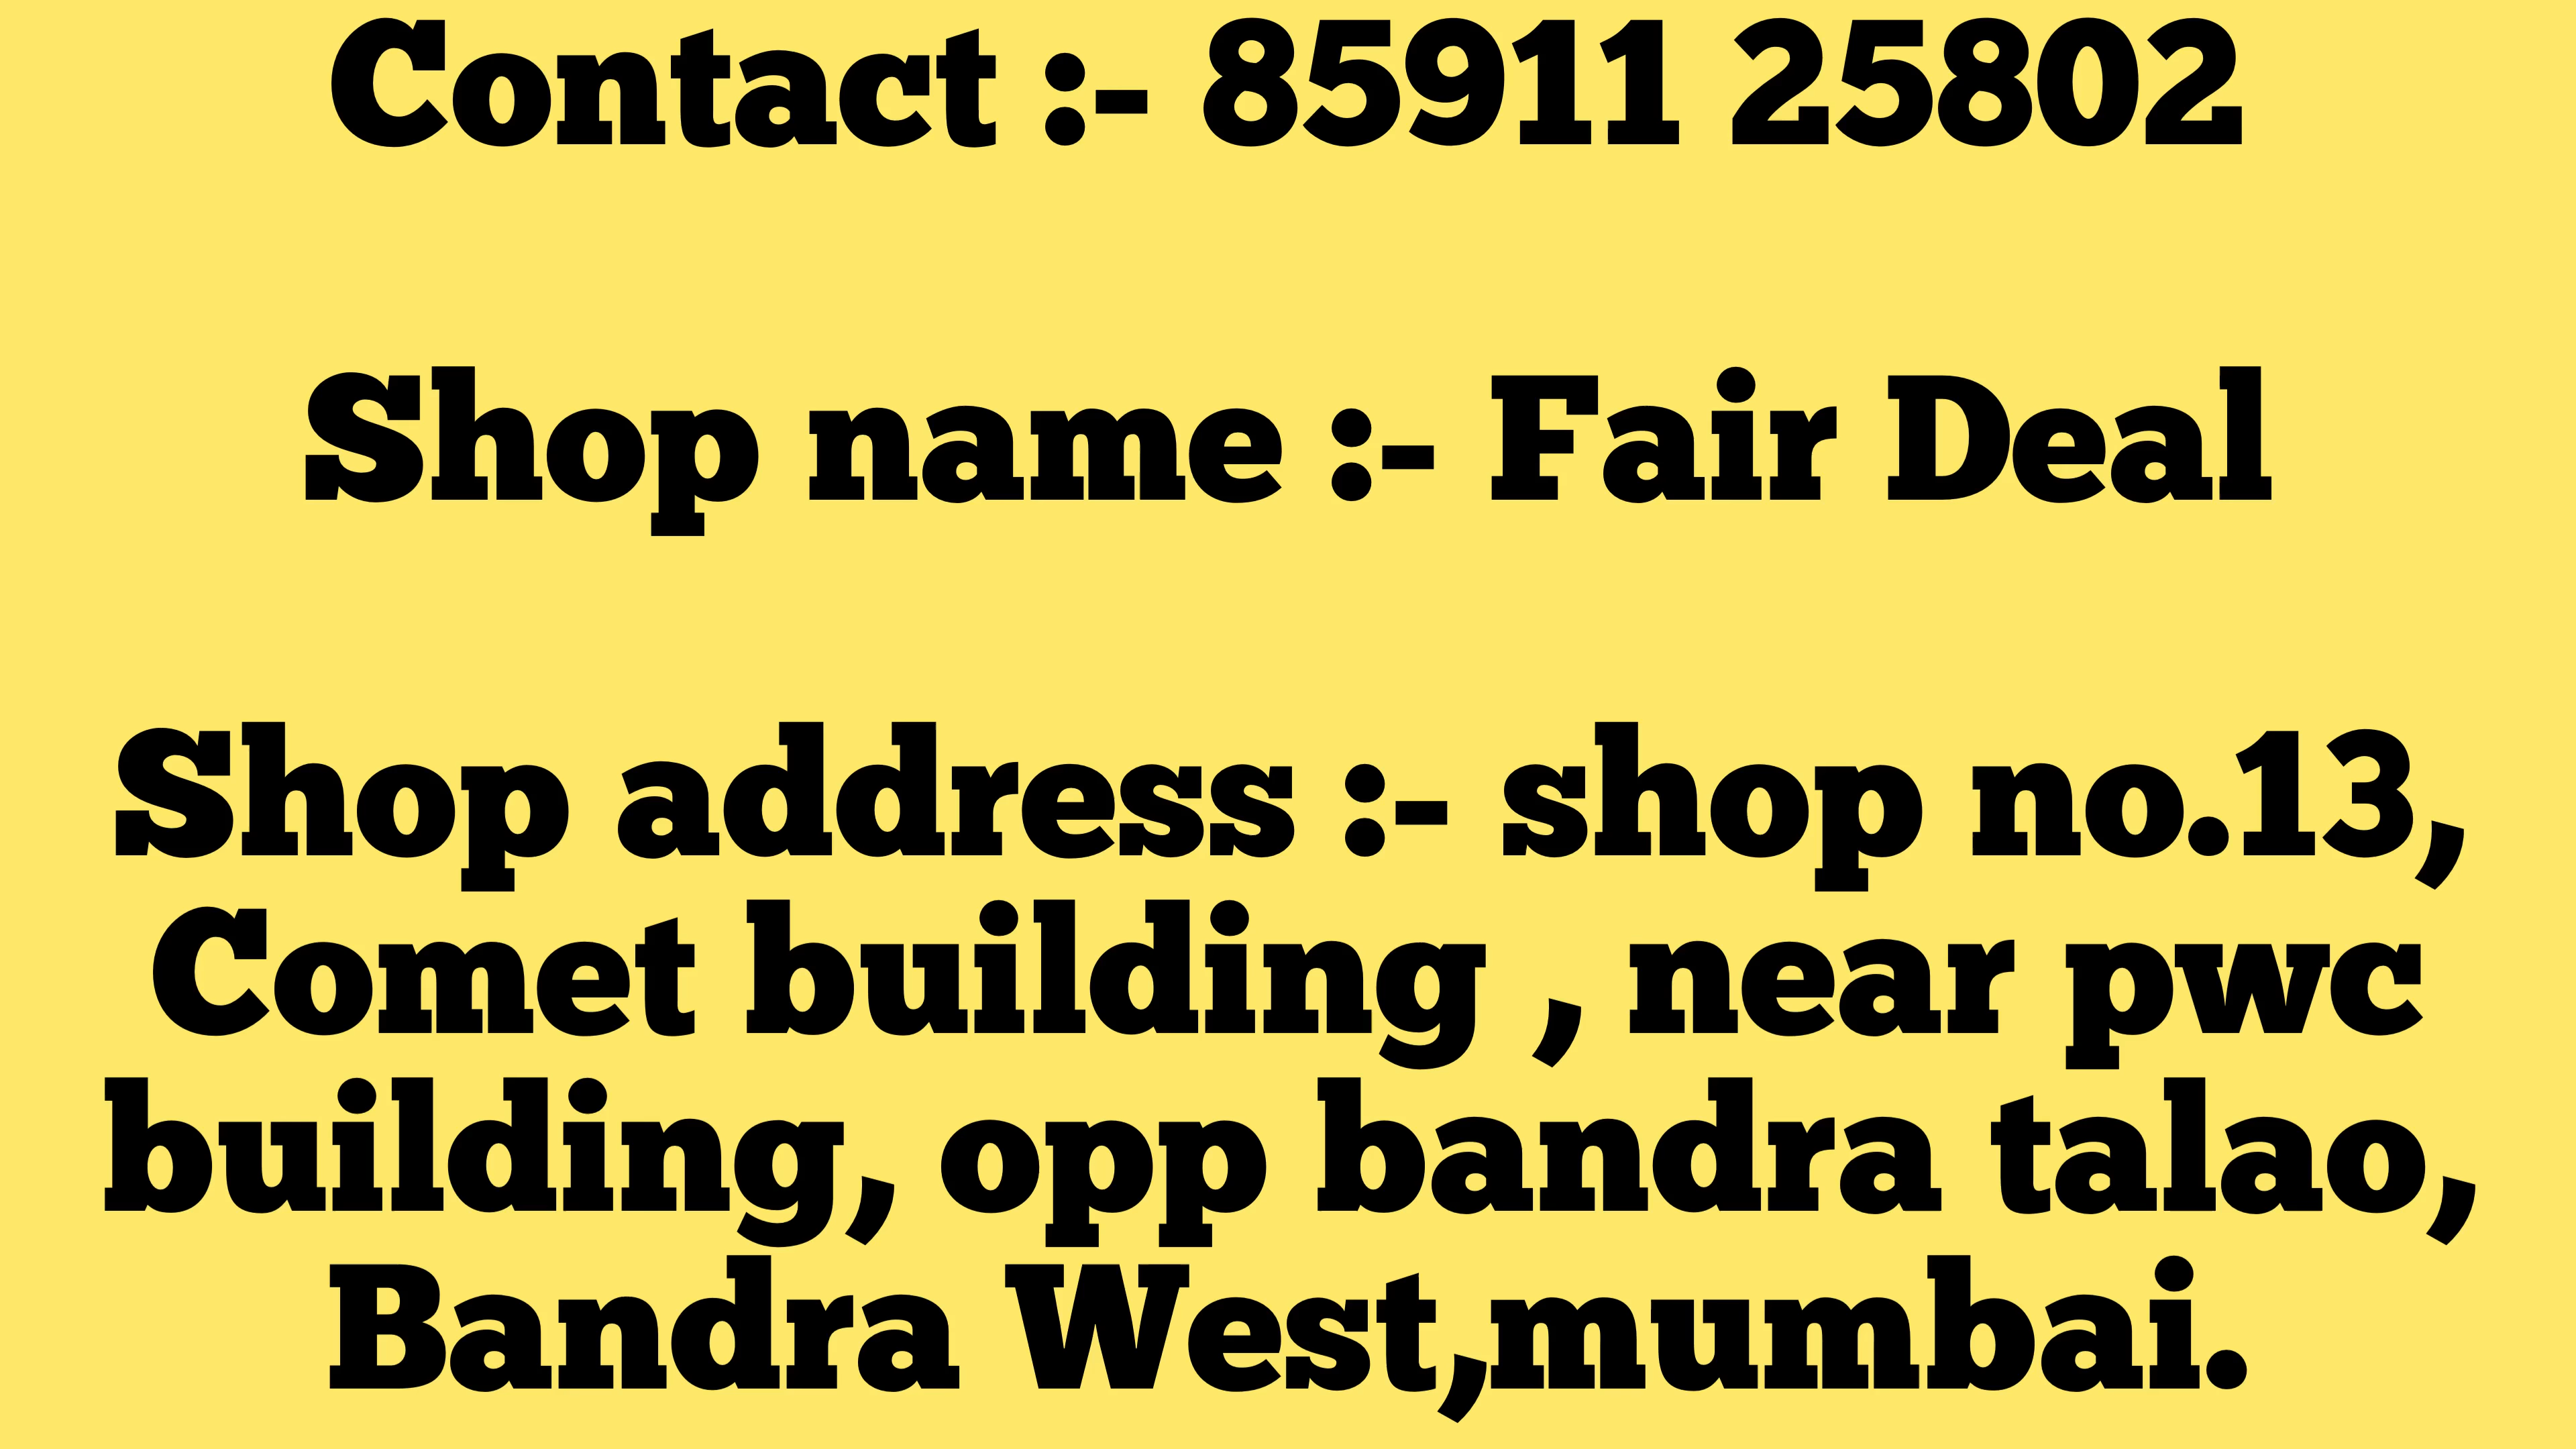 Contact :- 85911 25802
Shop name :- Fair Deal
Shop address :- shop no.13,
Comet building , near pwc
building, opp bandra talao,
Bandra West,mumbai.